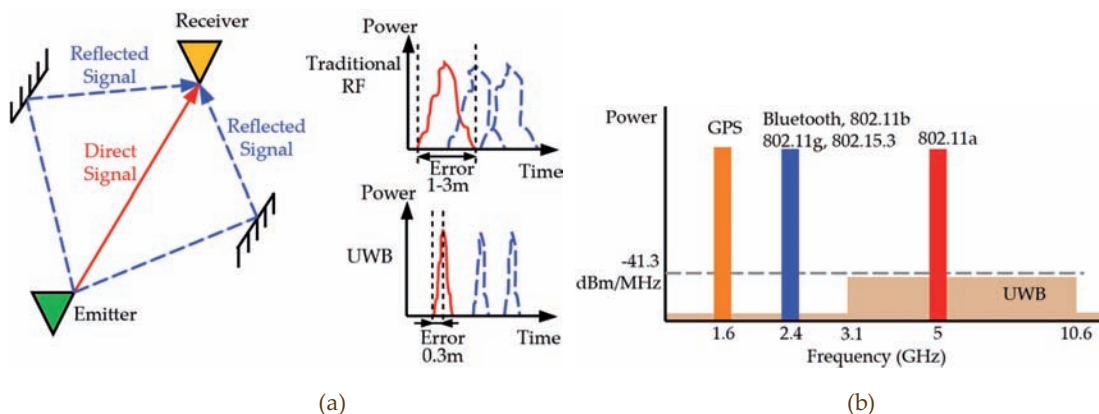 Receiver
Reflected
Signal
Direct
Signal
Reflected
Signal
Emitter
Power
Traditional
RF
Error
1-3m
Time
Power
UWB
Error
0.3m
Time
(a)
Power
GPS
Bluetooth, 802.11b
802.11g, 802.15.3
802.11a
-41.3
dBm/MHz
UWB
1.6
2.4
3.1
5
10.6
Frequency (GHz)
(b)